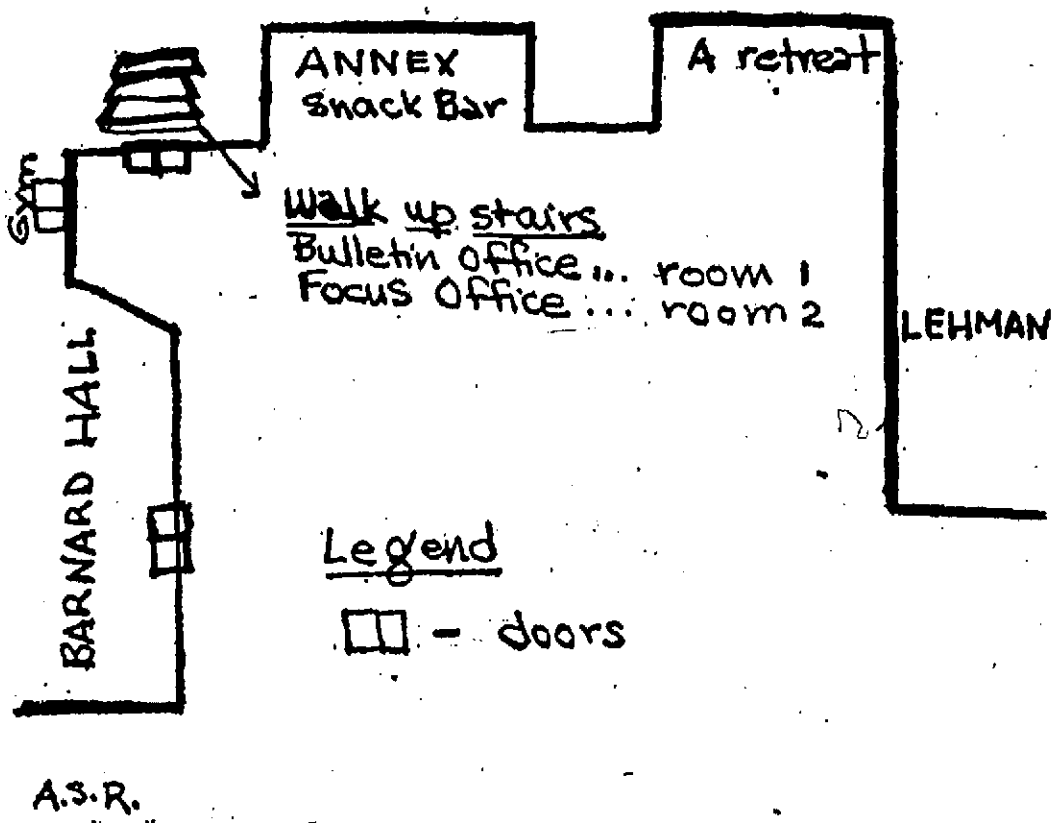 ANNEX
Snack Bar
A retreat
gym
Walk up stairs
Bulletin Office... room 1
Focus Office... room 2
LEHMAN
BARNARD HALL
Legend
- doors
A.S.R.